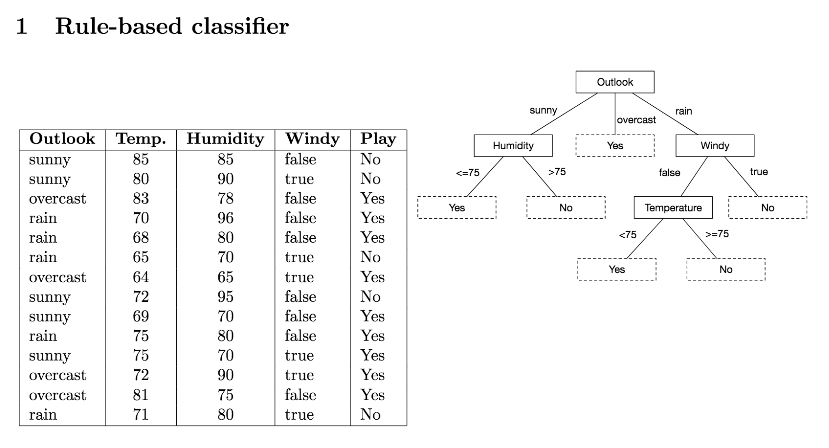 1 Rule-based classifier
Outlook Temp. Humidity Windy Play
sunny 85 85 false No
sunny 80 90 true No
overcast 83 78 false Yes
rain 70 96 false Yes
rain 68 80 false Yes
rain 65 70 true No
overcast 64 65 true Yes
sunny 72 95 false No
sunny 69 70 false Yes
rain 75 80 false Yes
sunny 75 70 true Yes
overcast 72 90 true Yes
overcast 81 75 false Yes
rain 71 80 true No
Outlook
sunny overcast rain
Humidity Yes Windy
<=75 >75 false true
Yes No Temperature No
<75 >=75
Yes No